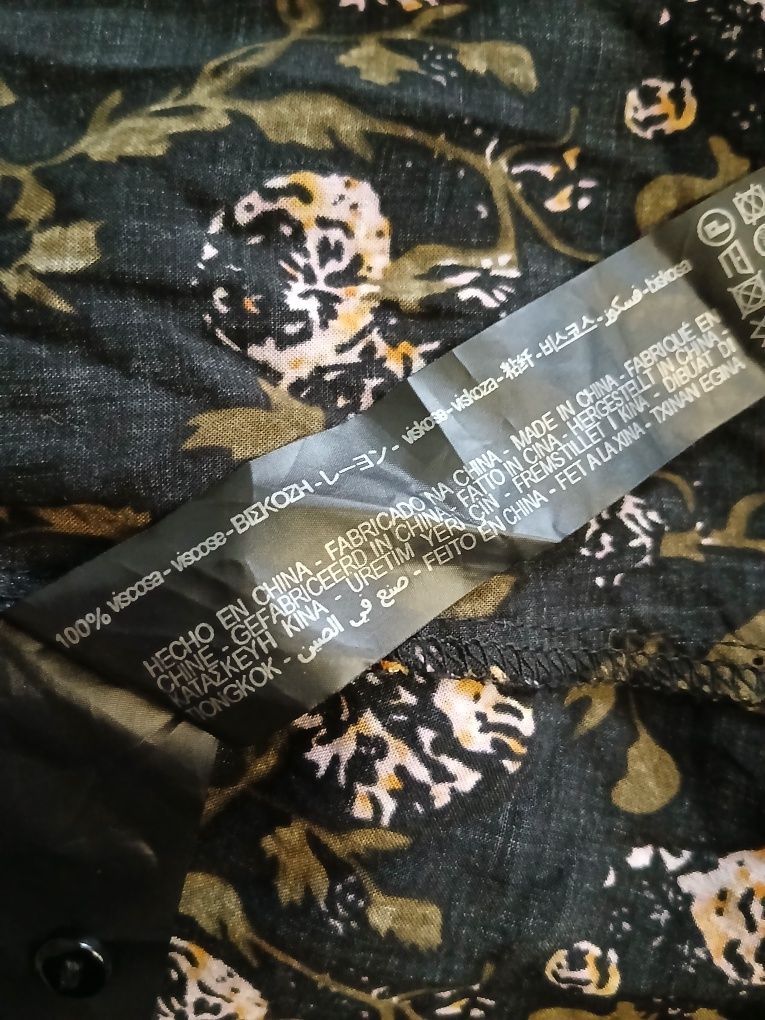 100% viscosa - viscose - ΒΙΣΚΟΖΗ - レーヨン - viskose - viskoza - 粘纤 - 비스코스 - فسكوز - biskosa
HECHO EN CHINA - FABRICADO NA CHINA - MADE IN CHINA - FABRIQUÉ EN
CHINE - GEFABRICEERD IN CHINA - FATTO IN CINA, HERGESTELLT IN CHINA -
ΚΑΤΑΣΚΕΥΗ ΚΙΝΑ - URETIM YERI ÇIN - FREMSTILLET I KINA - DIBUAT DI
TIONGKOK - صنع في الصين - FEITO EN CHINA - FET A LA XINA - TXINAN EGINA